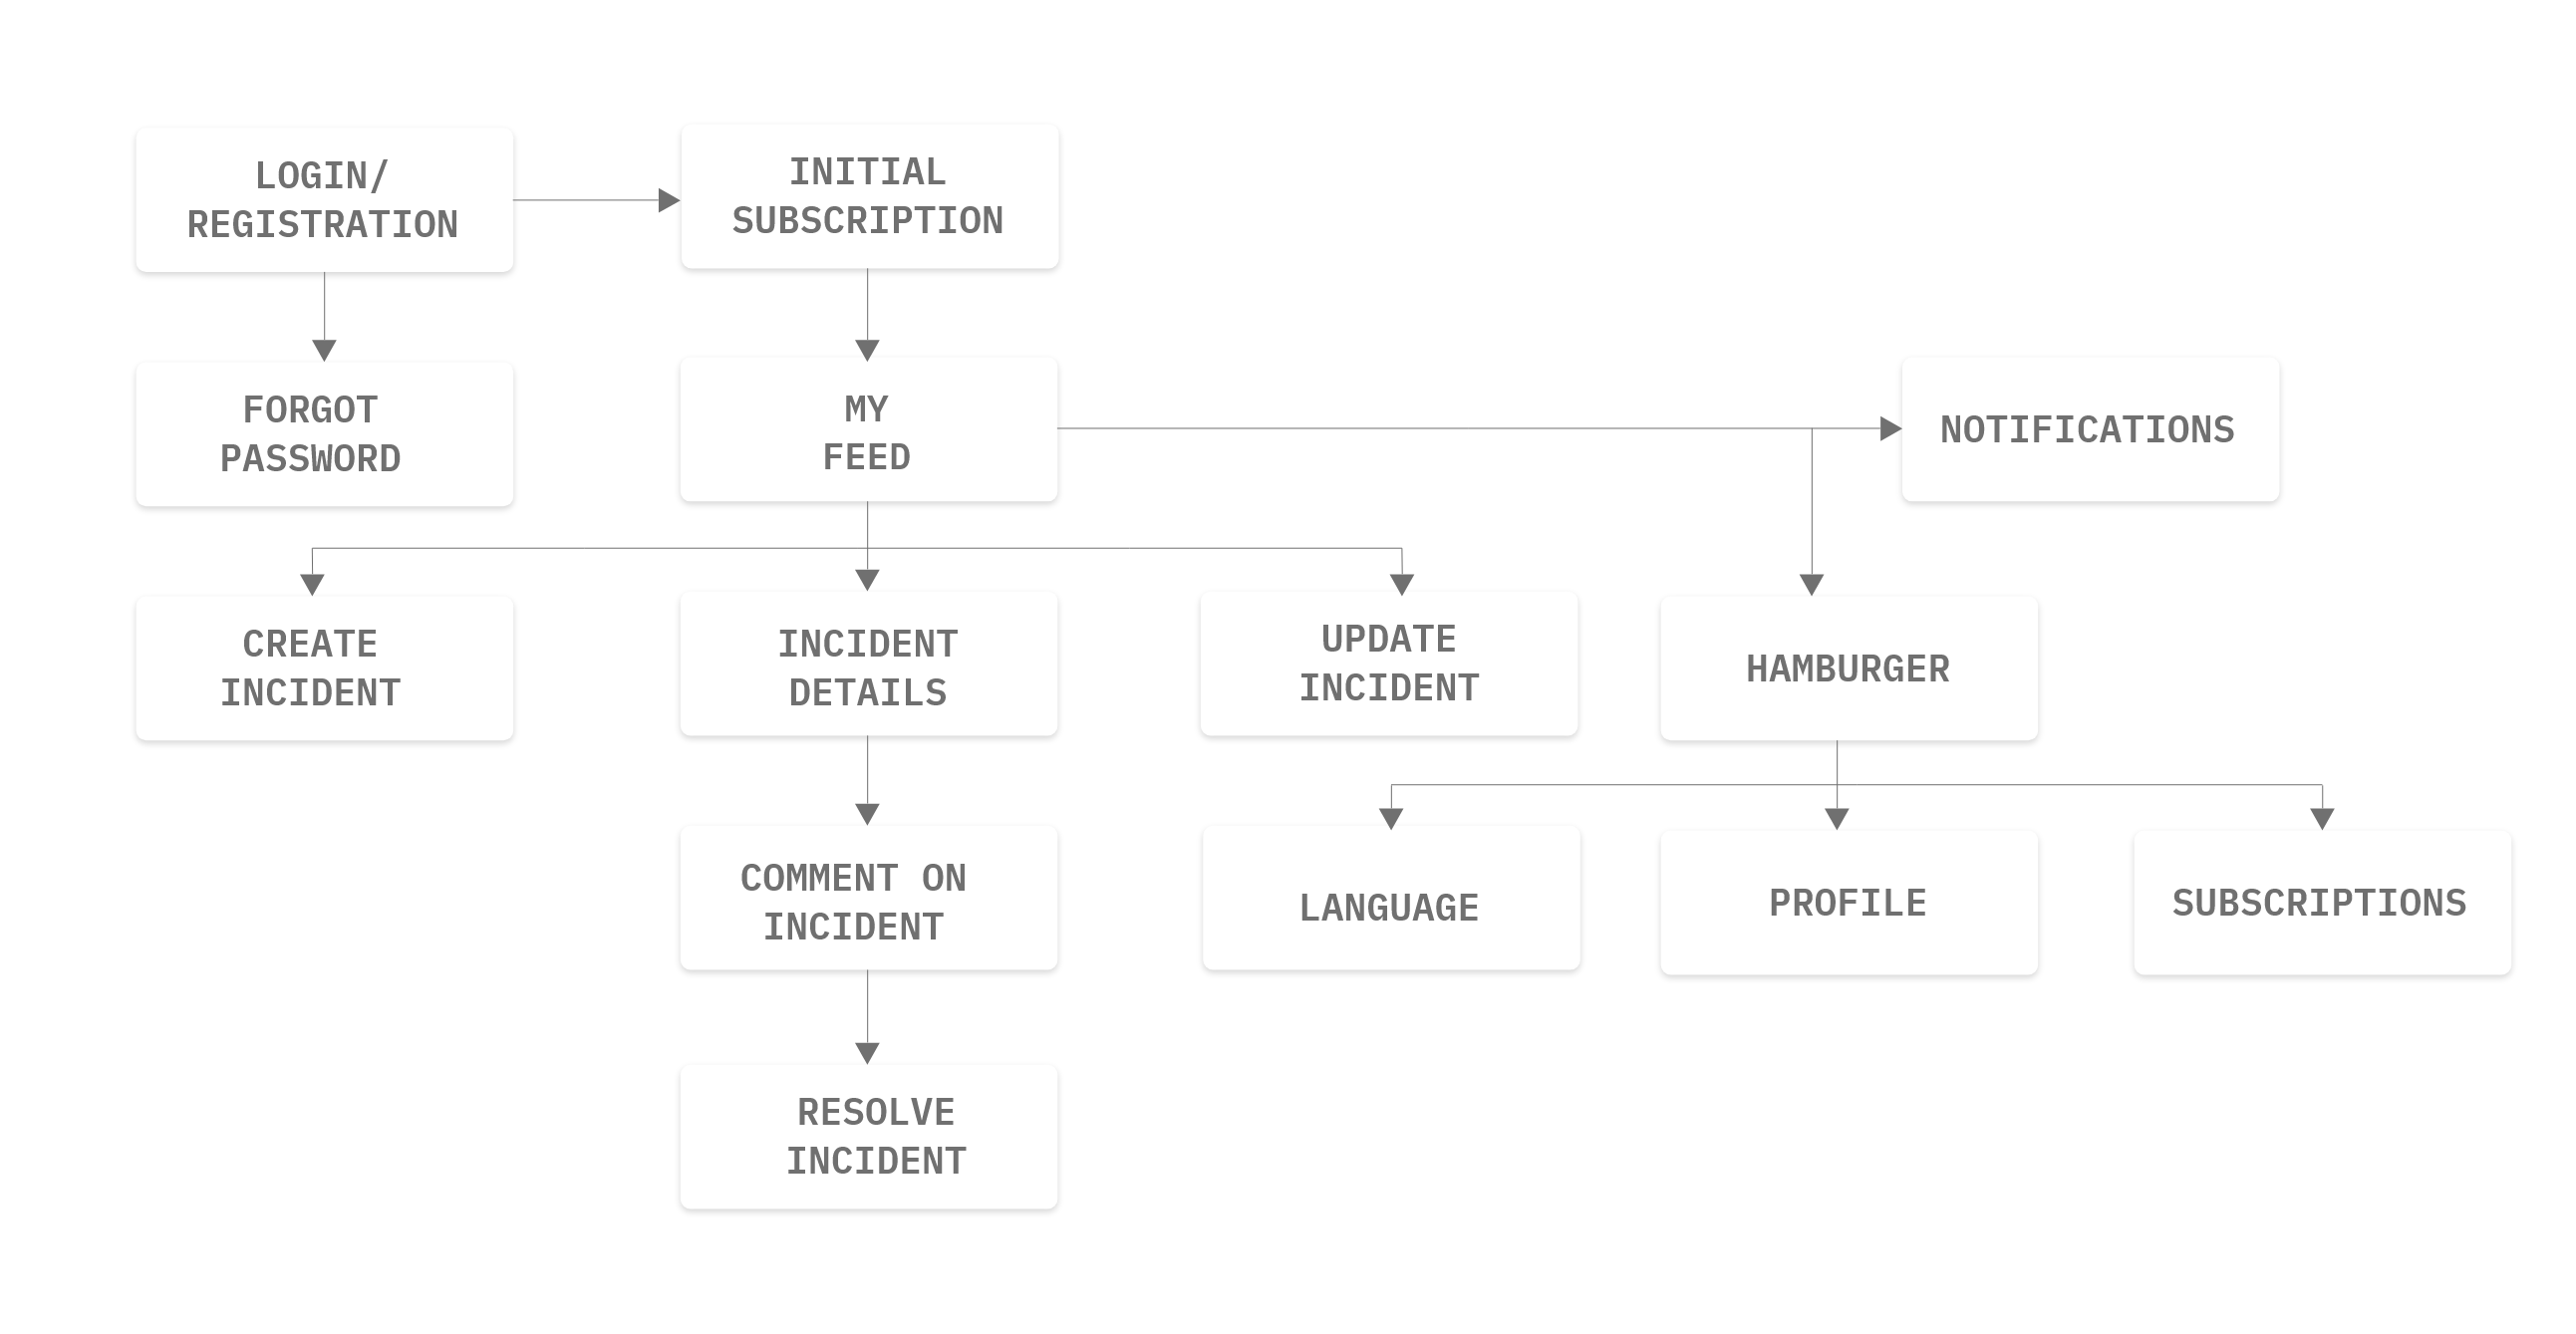 LOGIN/
REGISTRATION
INITIAL
SUBSCRIPTION
FORGOT
PASSWORD
MY
FEED
NOTIFICATIONS
CREATE
INCIDENT
INCIDENT
DETAILS
UPDATE
INCIDENT
HAMBURGER
COMMENT ON
INCIDENT
LANGUAGE
PROFILE
SUBSCRIPTIONS
RESOLVE
INCIDENT